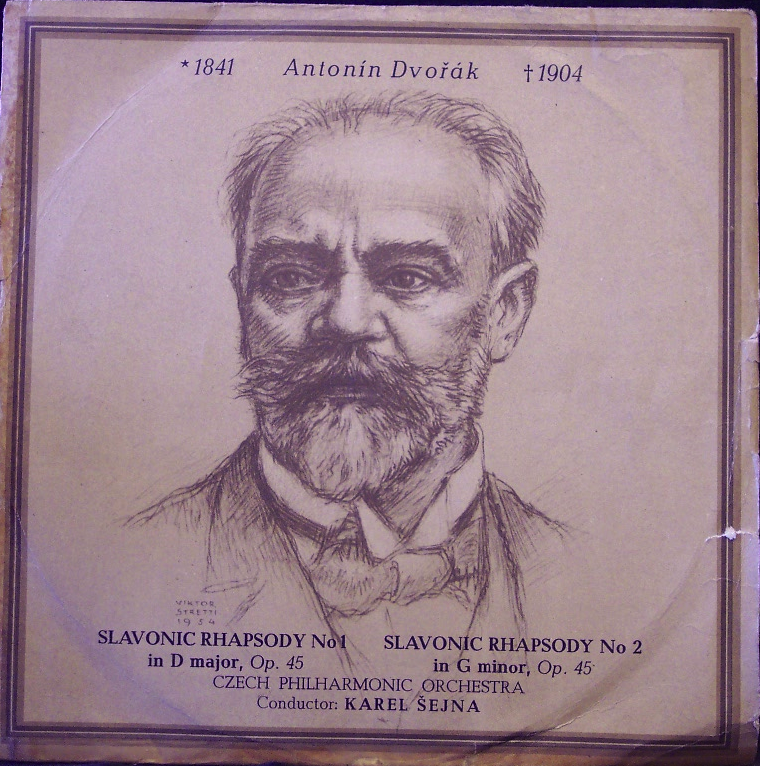 ★1841 Antonín Dvořák †1904
VIKTOR
STRETTI
1934
SLAVONIC RHAPSODY No 1 SLAVONIC RHAPSODY No 2
in D major, Op. 45 in G minor, Op. 45
CZECH PHILHARMONIC ORCHESTRA
Conductor: KAREL ŠEJNA